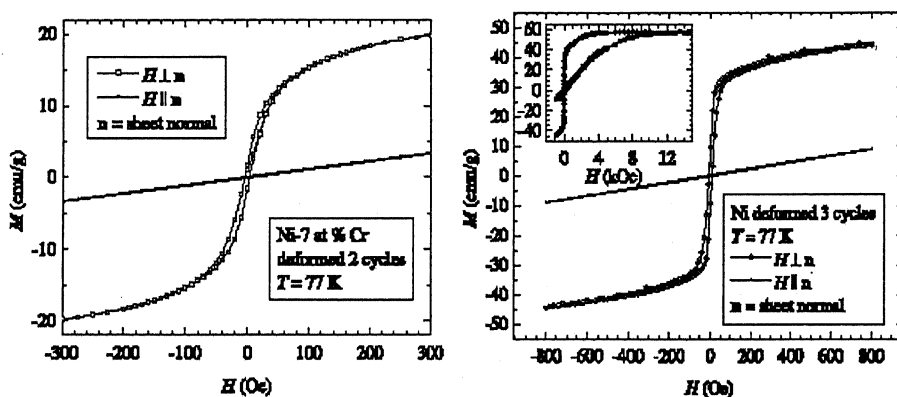 20
10
0
-10
-20
M (emu/g)
H ⊥ n
H || n
n = sheet normal
Ni-7 at % Cr
deformed 2 cycles
T = 77 K
-300 -200 -100 0 100 200 300
H (Oe)
50
40
30
20
10
0
-10
-20
-30
-40
-50
M (emu/g)
60
40
20
0
-20
-40
0 4 8 12
H (kOe)
Ni deformed 3 cycles
T = 77 K
H ⊥ n
H || n
n = sheet normal
-800 -600 -400 -200 0 200 400 600 800
H (Oe)